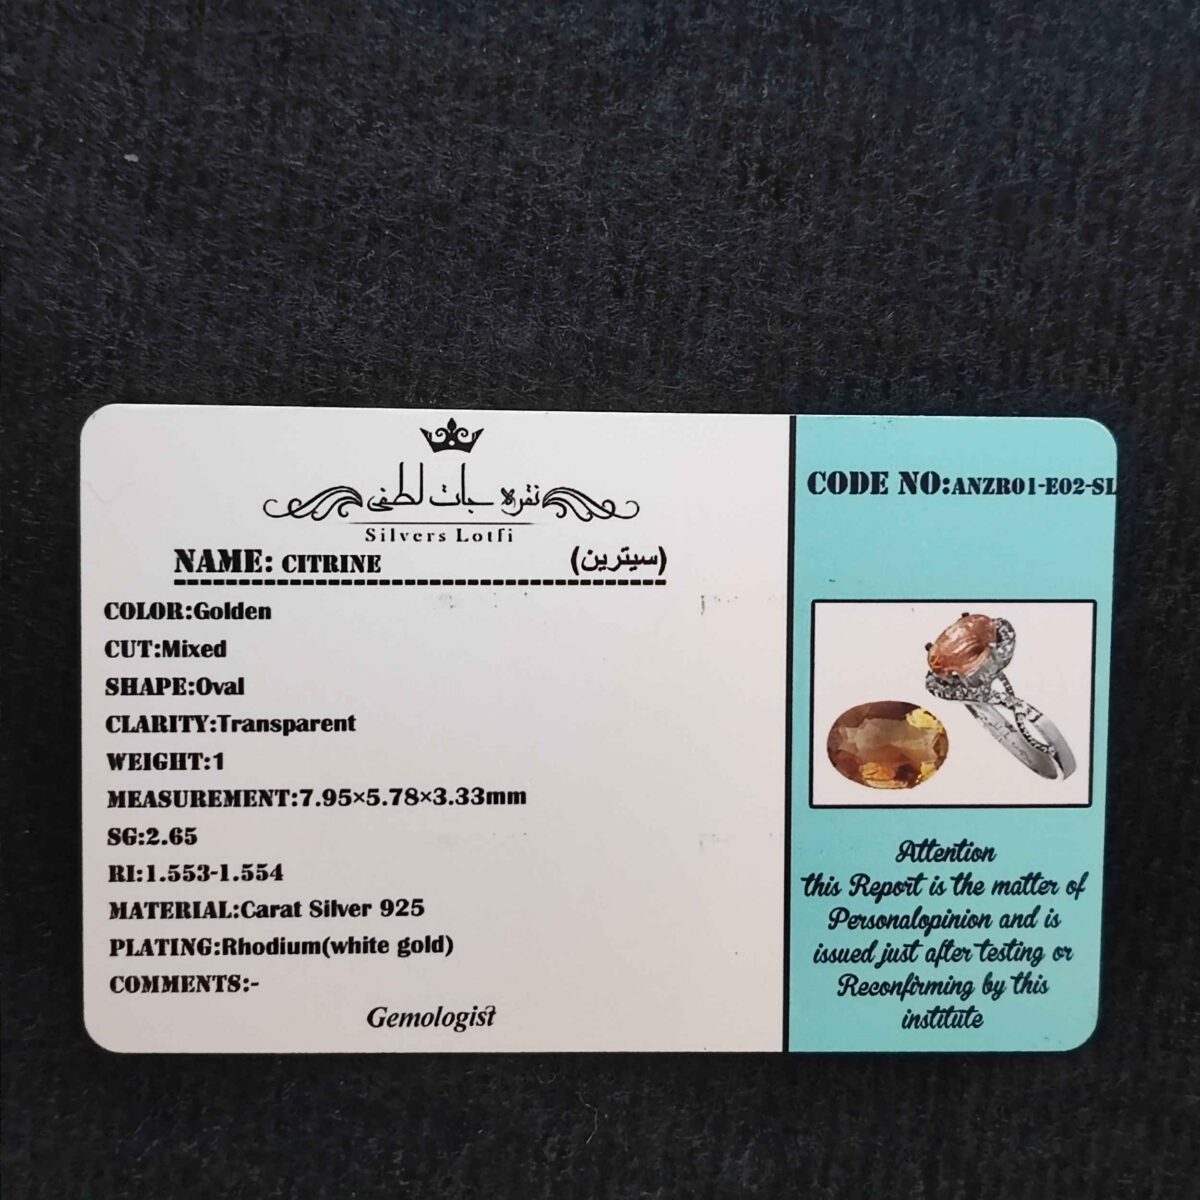 نقره جات لطفی
Silvers Lotfi
NAME: CITRINE (سیترین)
COLOR:Golden
CUT:Mixed
SHAPE:Oval
CLARITY:Transparent
WEIGHT:1
MEASUREMENT:7.95×5.78×3.33mm
SG:2.65
RI:1.553-1.554
MATERIAL:Carat Silver 925
PLATING:Rhodium(white gold)
COMMENTS:-
Gemologist
CODE NO:ANZR01-E02-SL
Attention
this Report is the matter of
Personalopinion and is
issued just after testing or
Reconfirming by this
institute